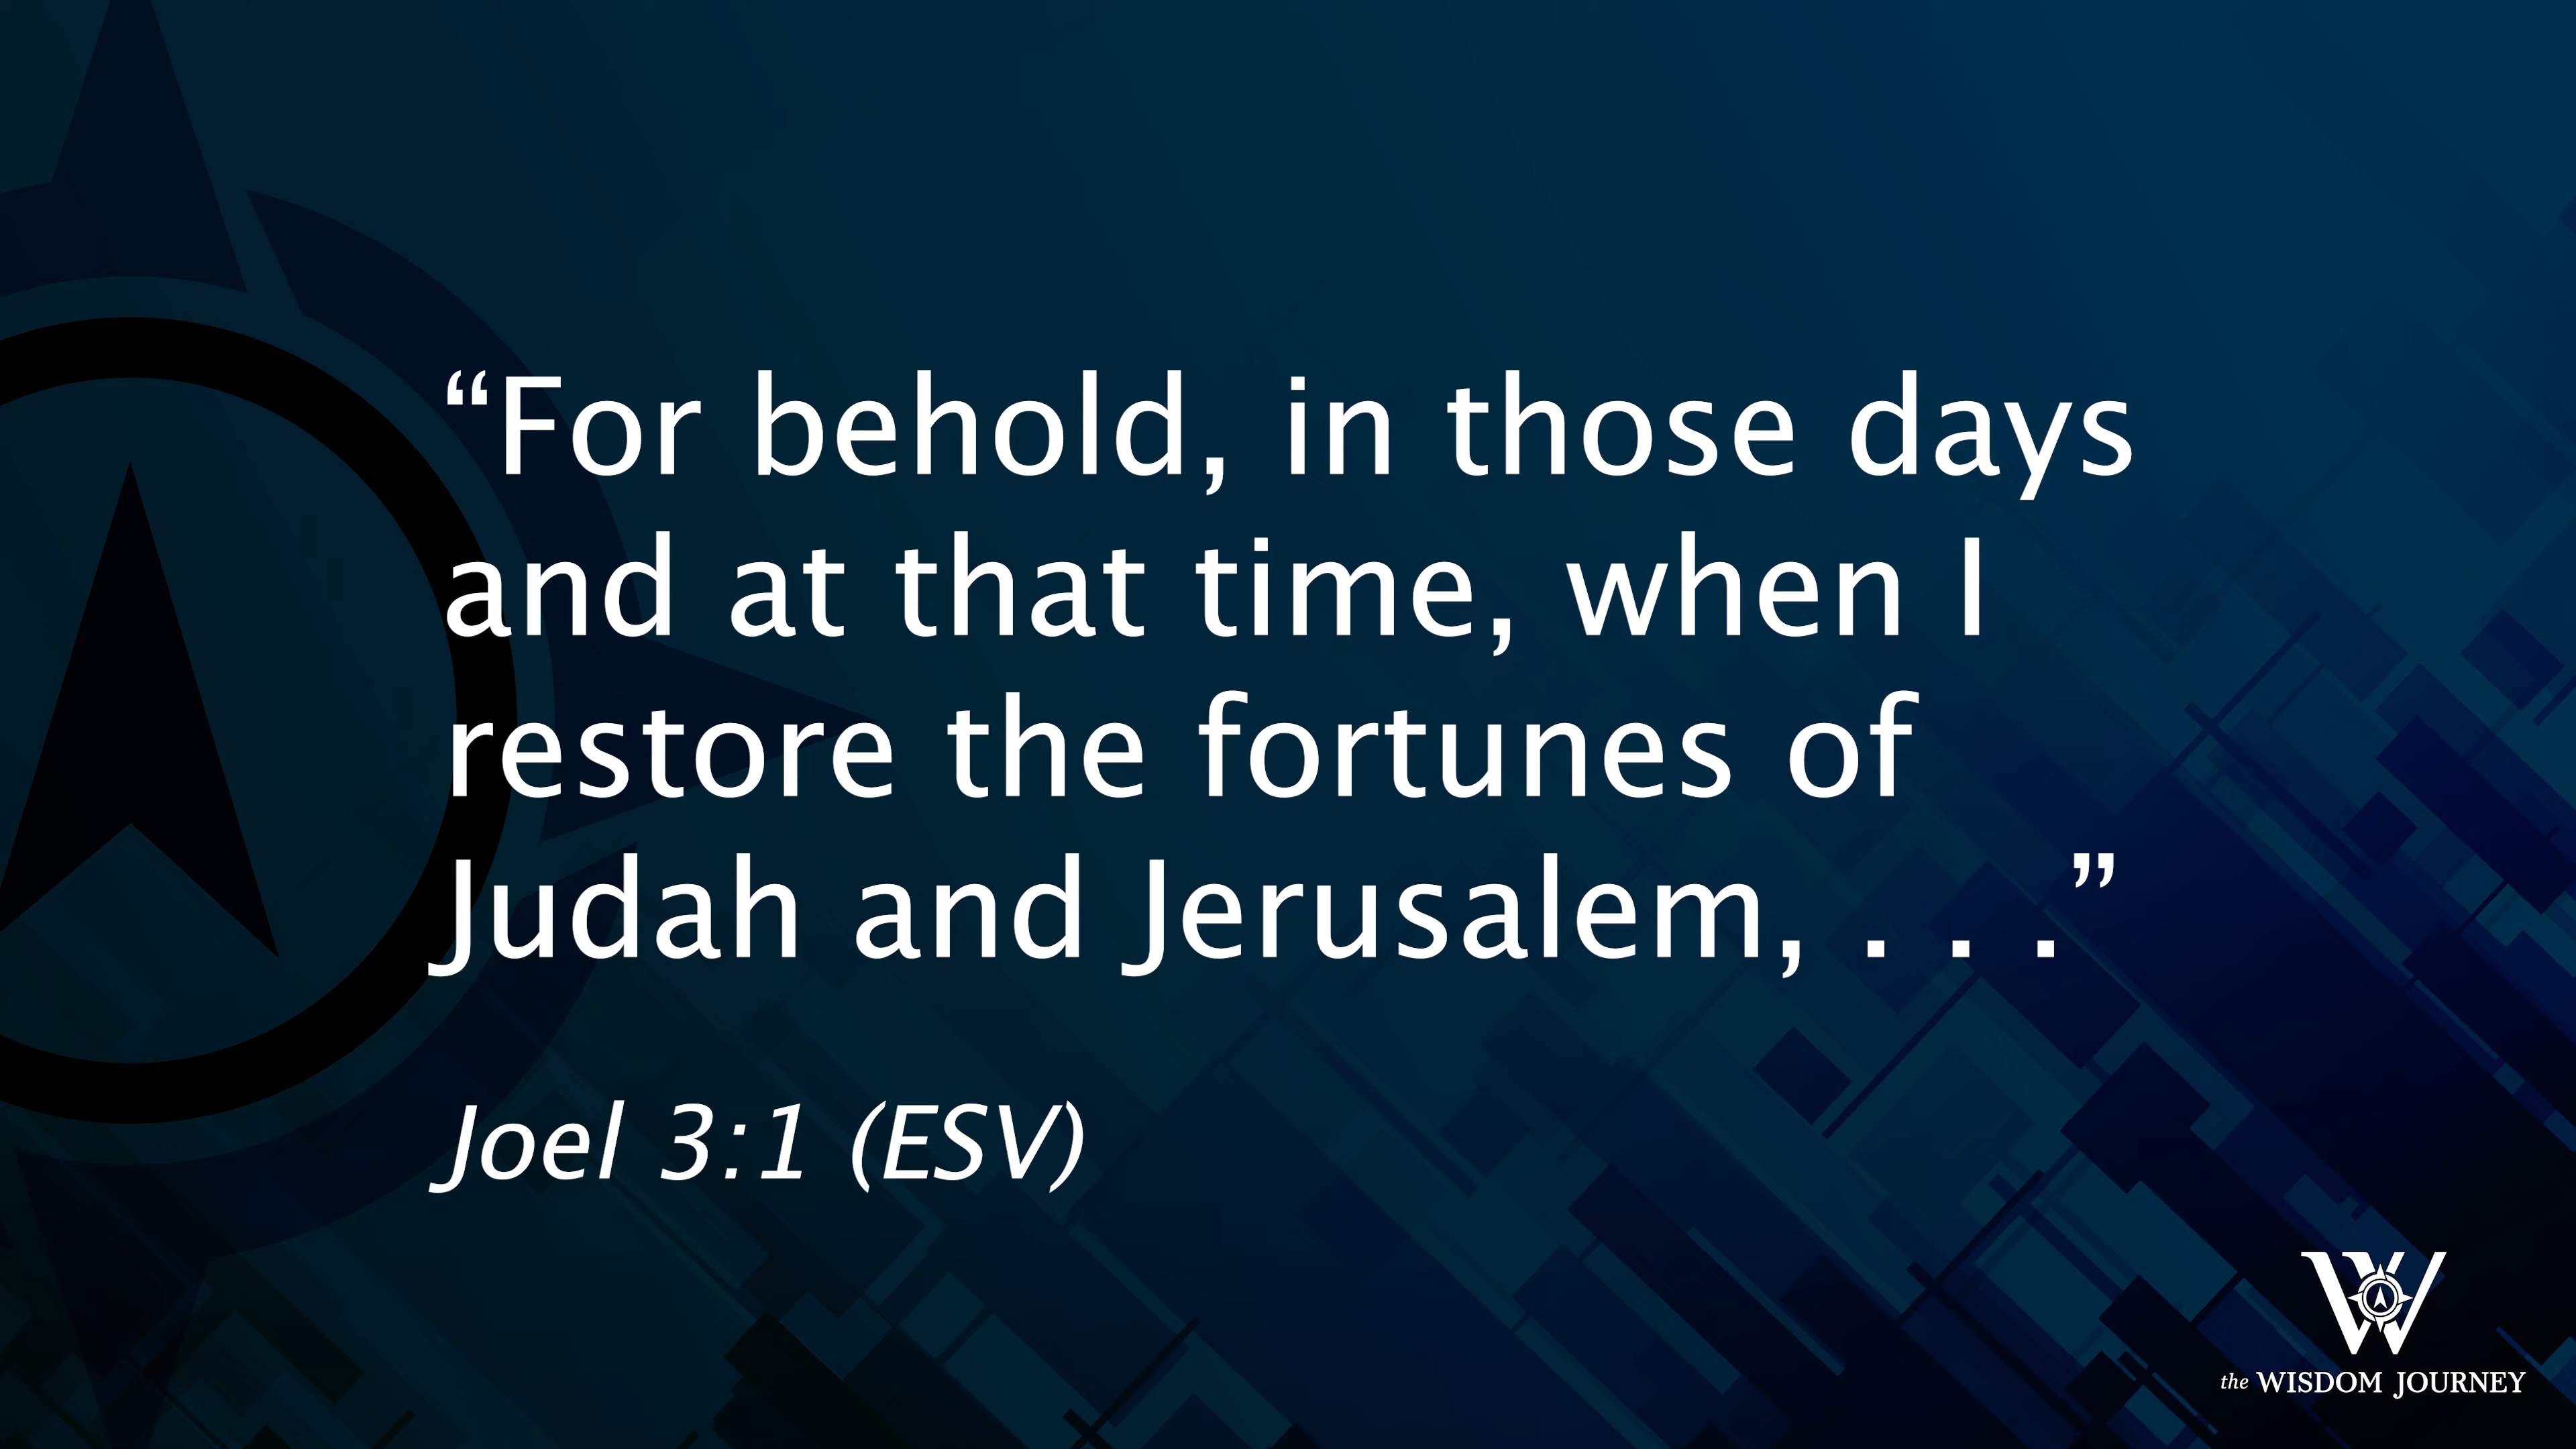 “For behold, in those days
and at that time, when I
restore the fortunes of
Judah and Jerusalem, . . .”
Joel 3:1 (ESV)
W
the WISDOM JOURNEY